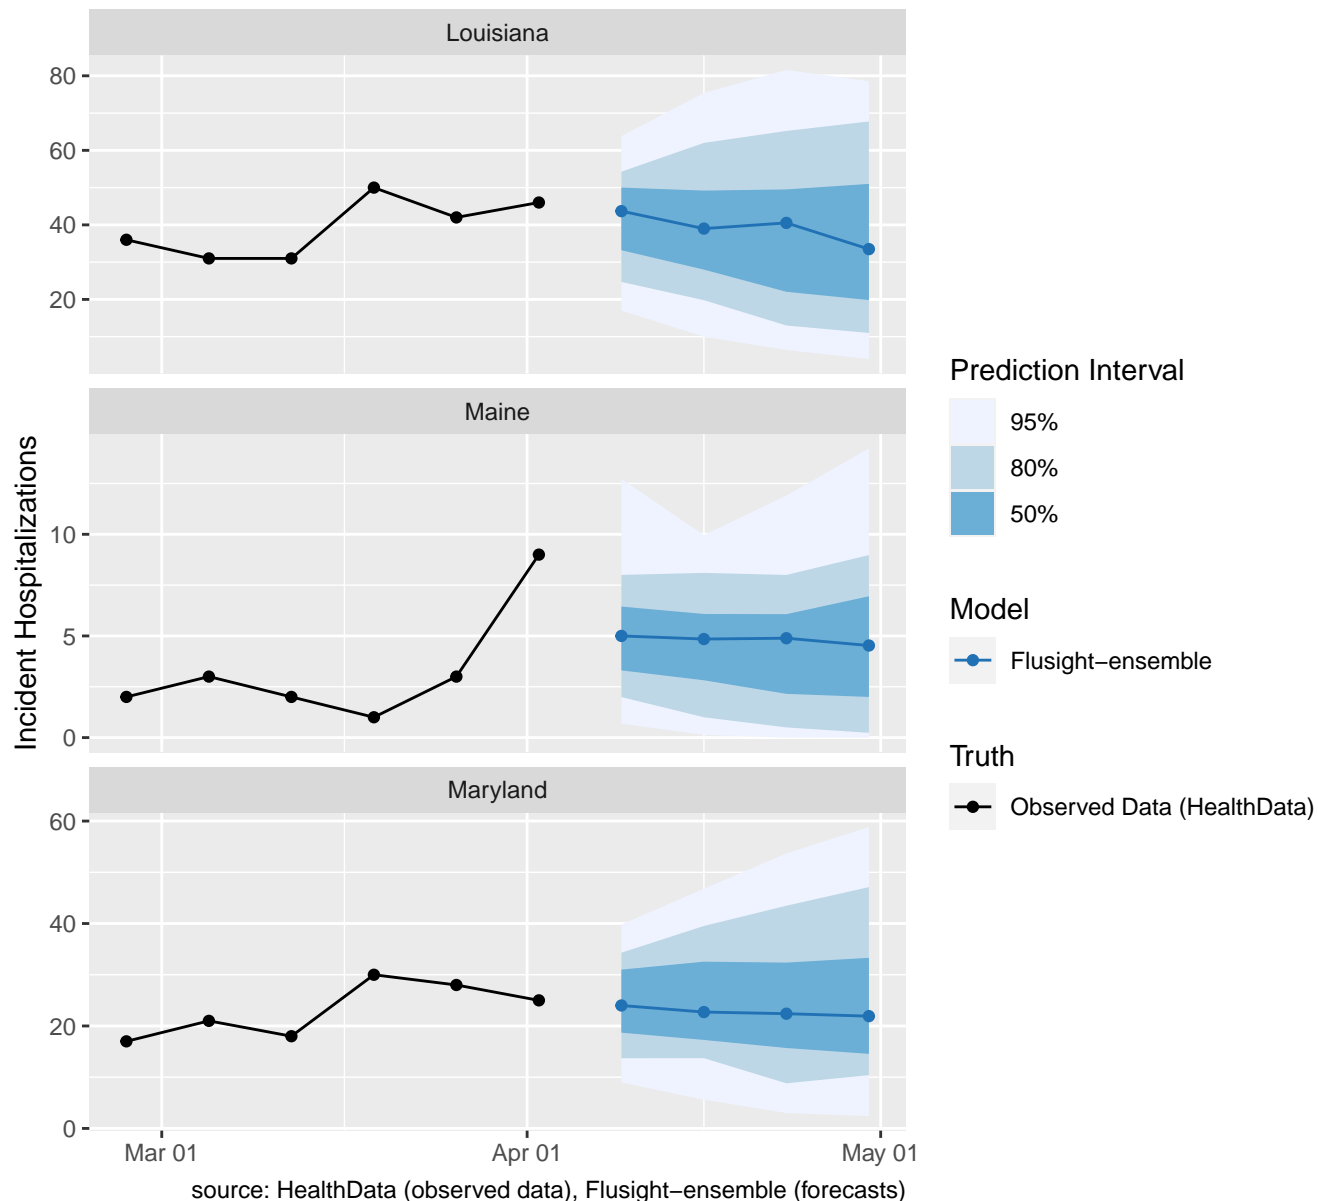 Louisiana
80
60
40
20
Maine
10
5
0
Maryland
60
40
20
0
Mar 01
Apr 01
May 01
Incident Hospitalizations
source: HealthData (observed data), Flusight−ensemble (forecasts)
Prediction Interval
95%
80%
50%
Model
Flusight−ensemble
Truth
Observed Data (HealthData)